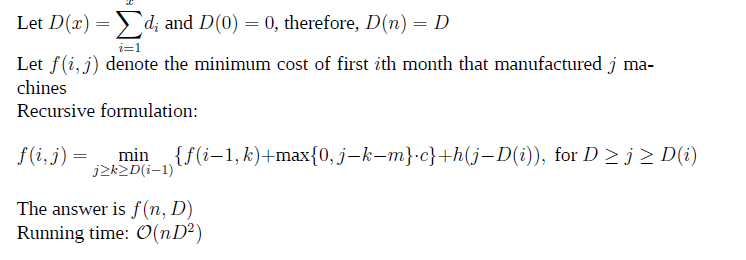 Let D(x) = \sum_{i=1}^{x} d_i and D(0) = 0, therefore, D(n) = D
Let f(i, j) denote the minimum cost of first ith month that manufactured j ma-
chines
Recursive formulation:
f(i, j) = \min_{j≥k≥D(i−1)} {f(i−1, k)+max{0, j−k−m}·c}+h(j−D(i)), for D ≥ j ≥ D(i)
The answer is f(n, D)
Running time: O(nD²)